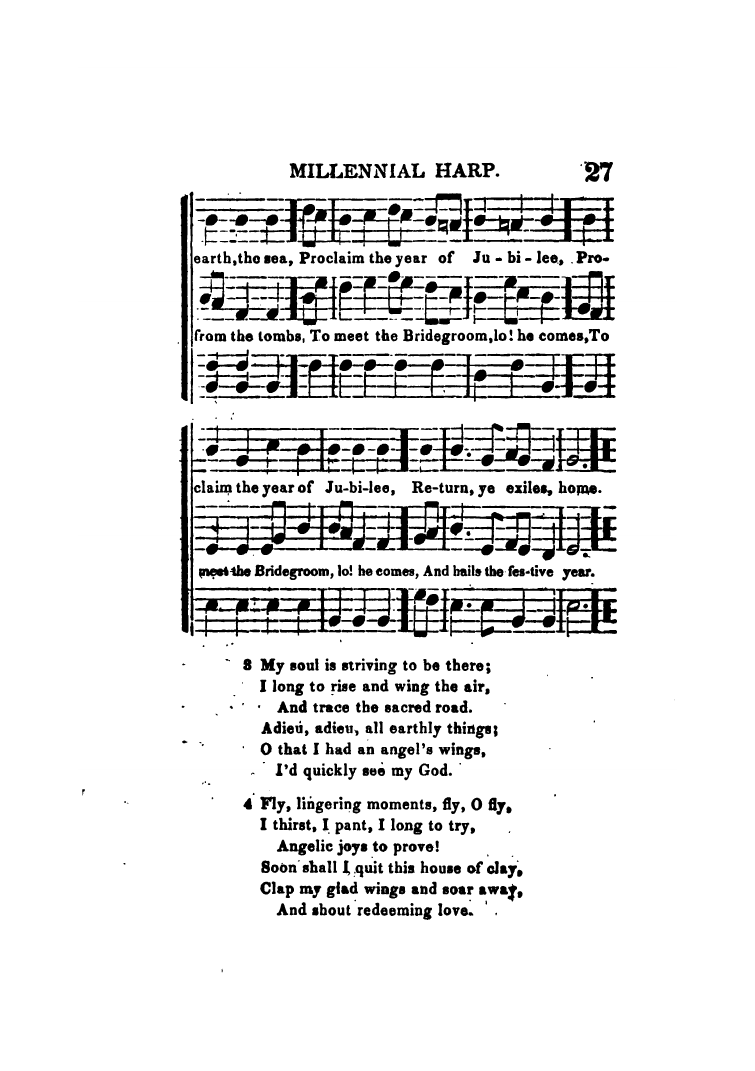 MILLENNIAL HARP. 27
earth, the sea, Proclaim the year of Ju - bi - lee, Pro-
from the tombs, To meet the Bridegroom, lo! he comes, To
claim the year of Ju-bi-lee, Re-turn, ye exiles, home.
meet the Bridegroom, lo! he comes, And hails the fes-tive year.
3 My soul is striving to be there;
I long to rise and wing the air,
And trace the sacred road.
Adieu, adieu, all earthly things;
O that I had an angel's wings,
I'd quickly see my God.
4 Fly, lingering moments, fly, O fly,
I thirst, I pant, I long to try,
Angelic joys to prove!
Soon shall I quit this house of clay,
Clap my glad wings and soar away,
And shout redeeming love.